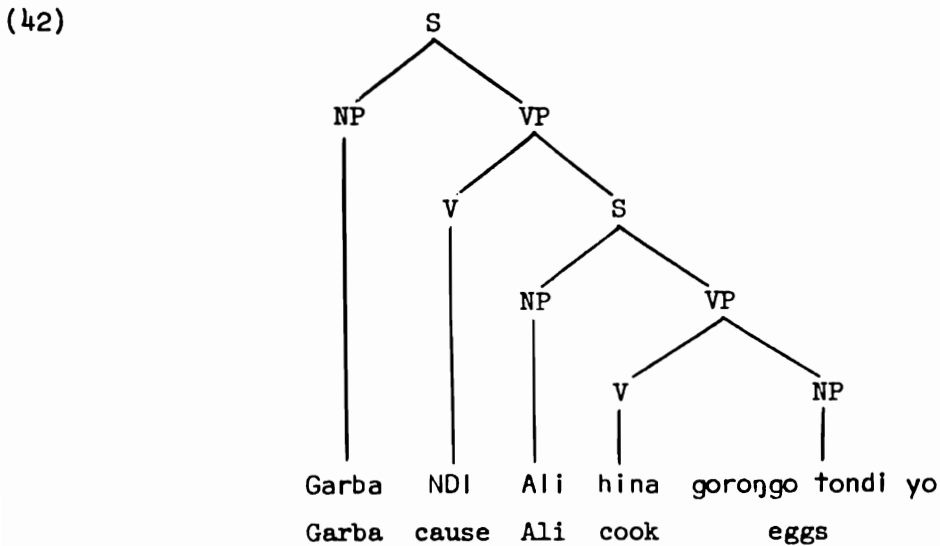 (42)
S
NP VP
V S
NP VP
V NP
Garba NDI Ali hina goroŋgo tondi yo
Garba cause Ali cook eggs